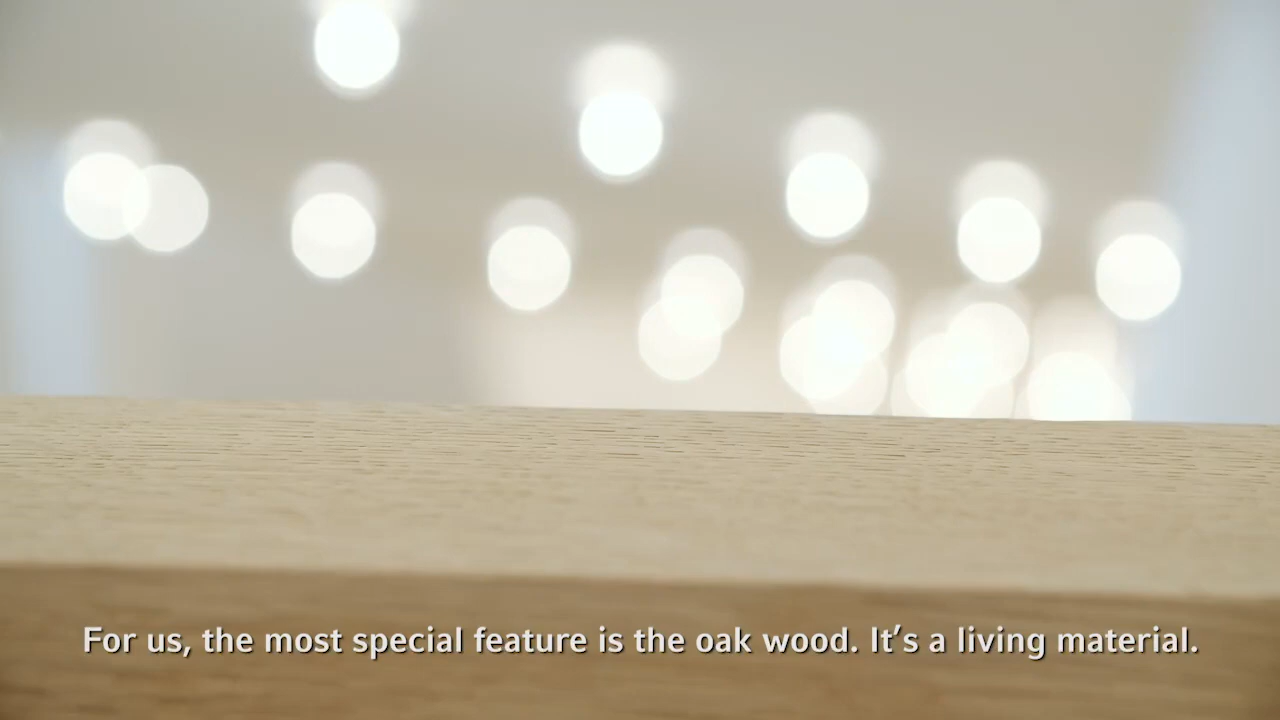 For us, the most special feature is the oak wood. It’s a living material.